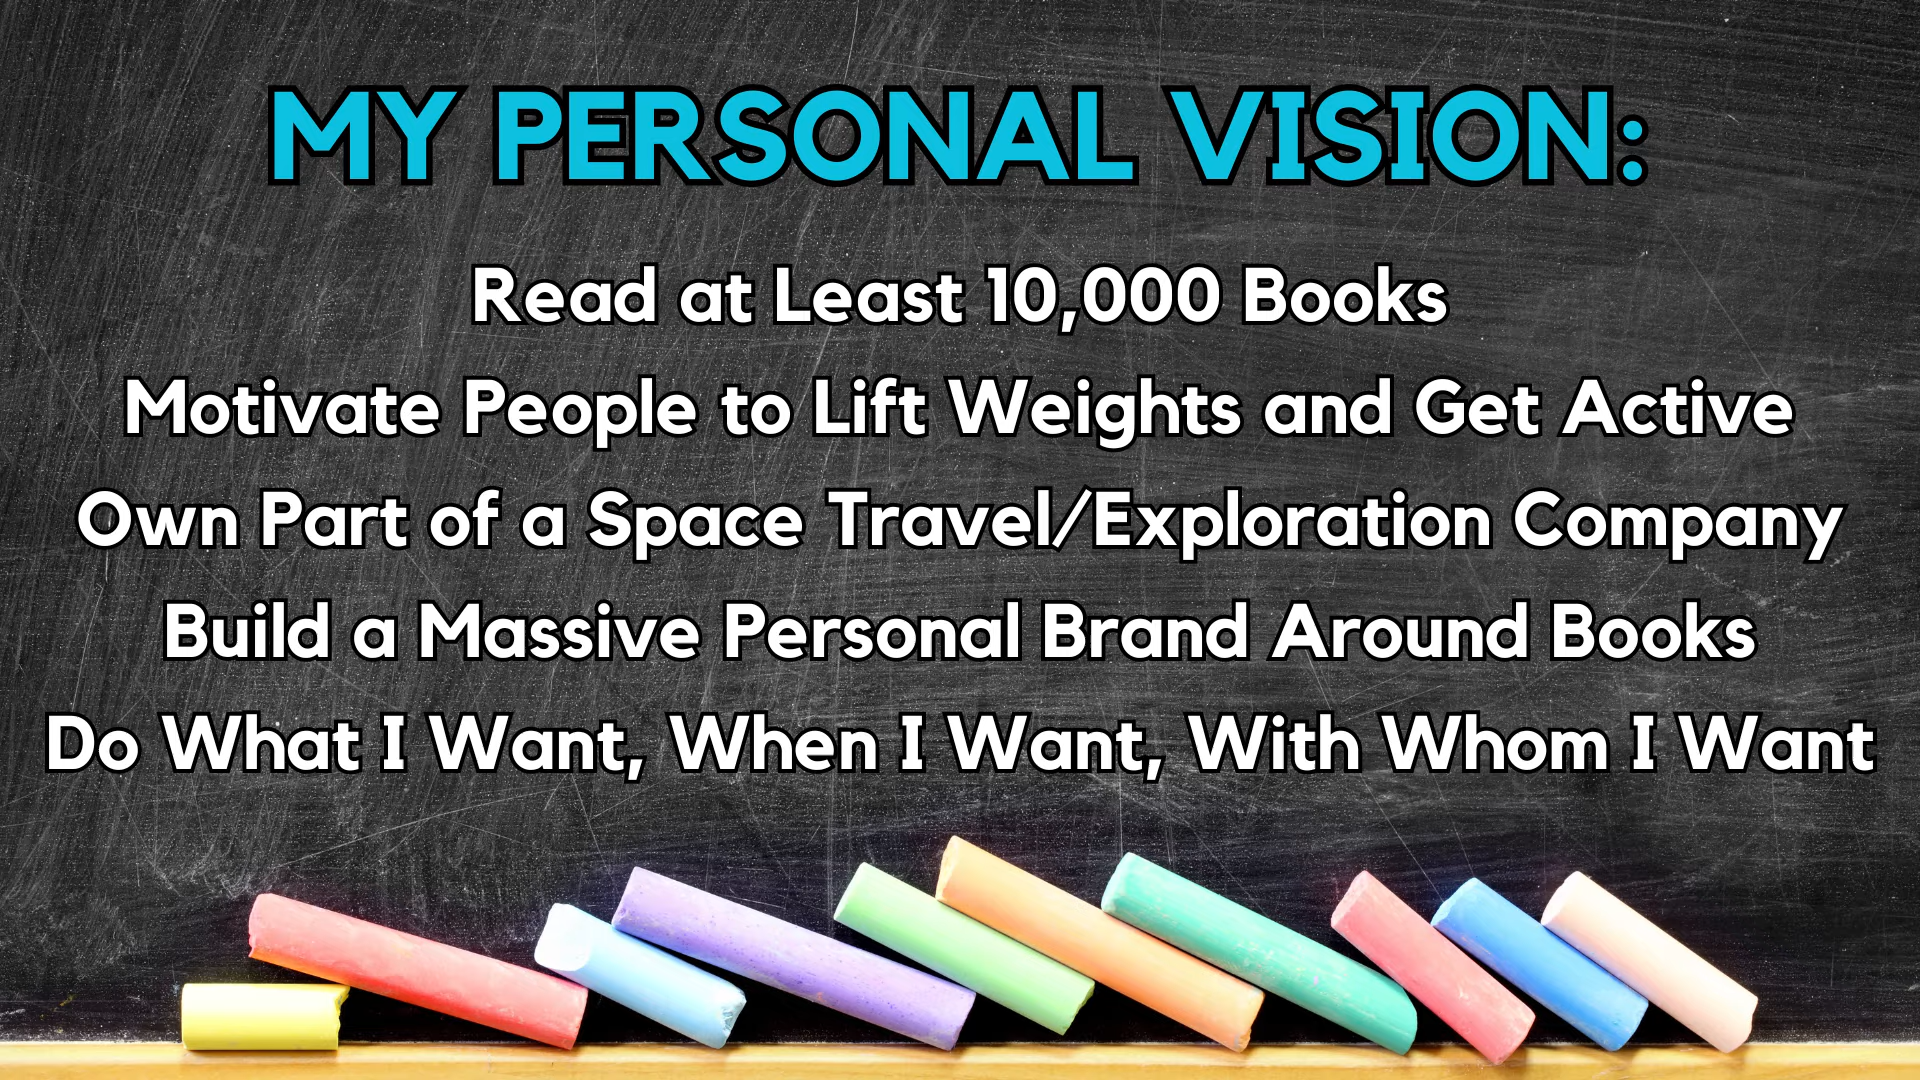 MY PERSONAL VISION:
Read at Least 10,000 Books
Motivate People to Lift Weights and Get Active
Own Part of a Space Travel/Exploration Company
Build a Massive Personal Brand Around Books
Do What I Want, When I Want, With Whom I Want